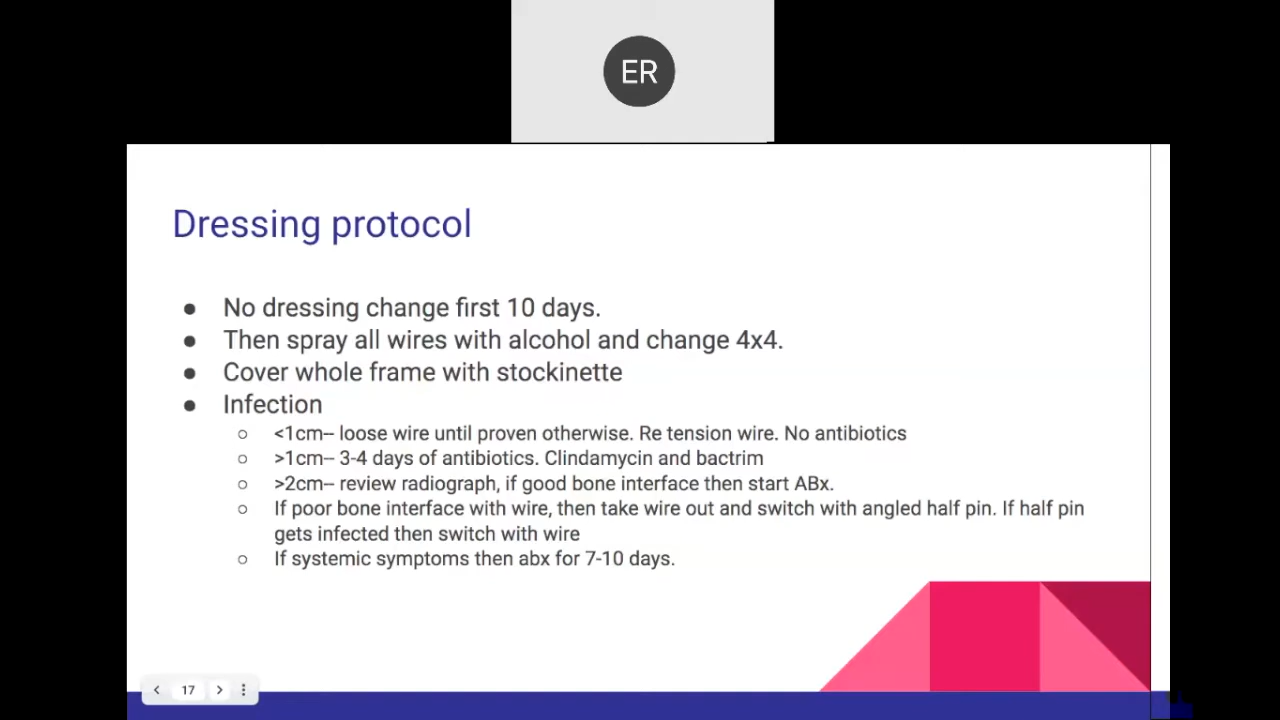 ER
Dressing protocol
● No dressing change first 10 days.
● Then spray all wires with alcohol and change 4x4.
● Cover whole frame with stockinette
● Infection
○ <1cm-- loose wire until proven otherwise. Re tension wire. No antibiotics
○ >1cm-- 3-4 days of antibiotics. Clindamycin and bactrim
○ >2cm-- review radiograph, if good bone interface then start ABx.
○ If poor bone interface with wire, then take wire out and switch with angled half pin. If half pin
gets infected then switch with wire
○ If systemic symptoms then abx for 7-10 days.
17